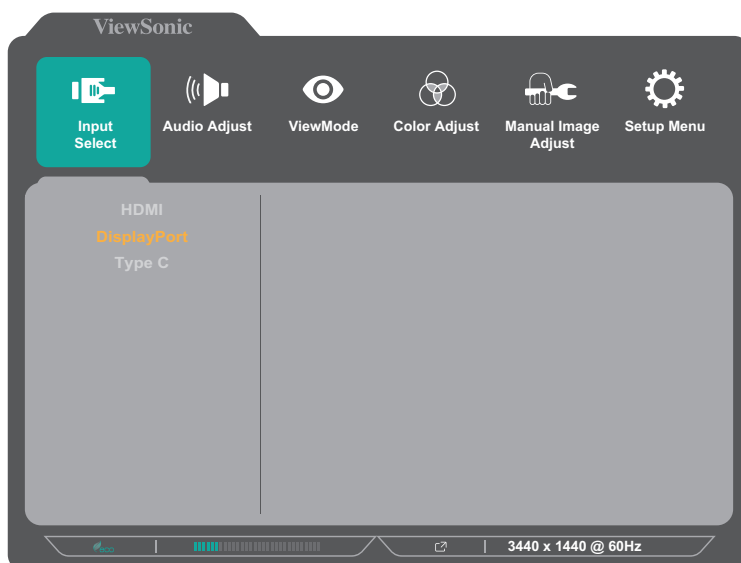 ViewSonic
Input Select
Audio Adjust
ViewMode
Color Adjust
Manual Image Adjust
Setup Menu
HDMI
DisplayPort
Type C
3440 x 1440 @ 60Hz